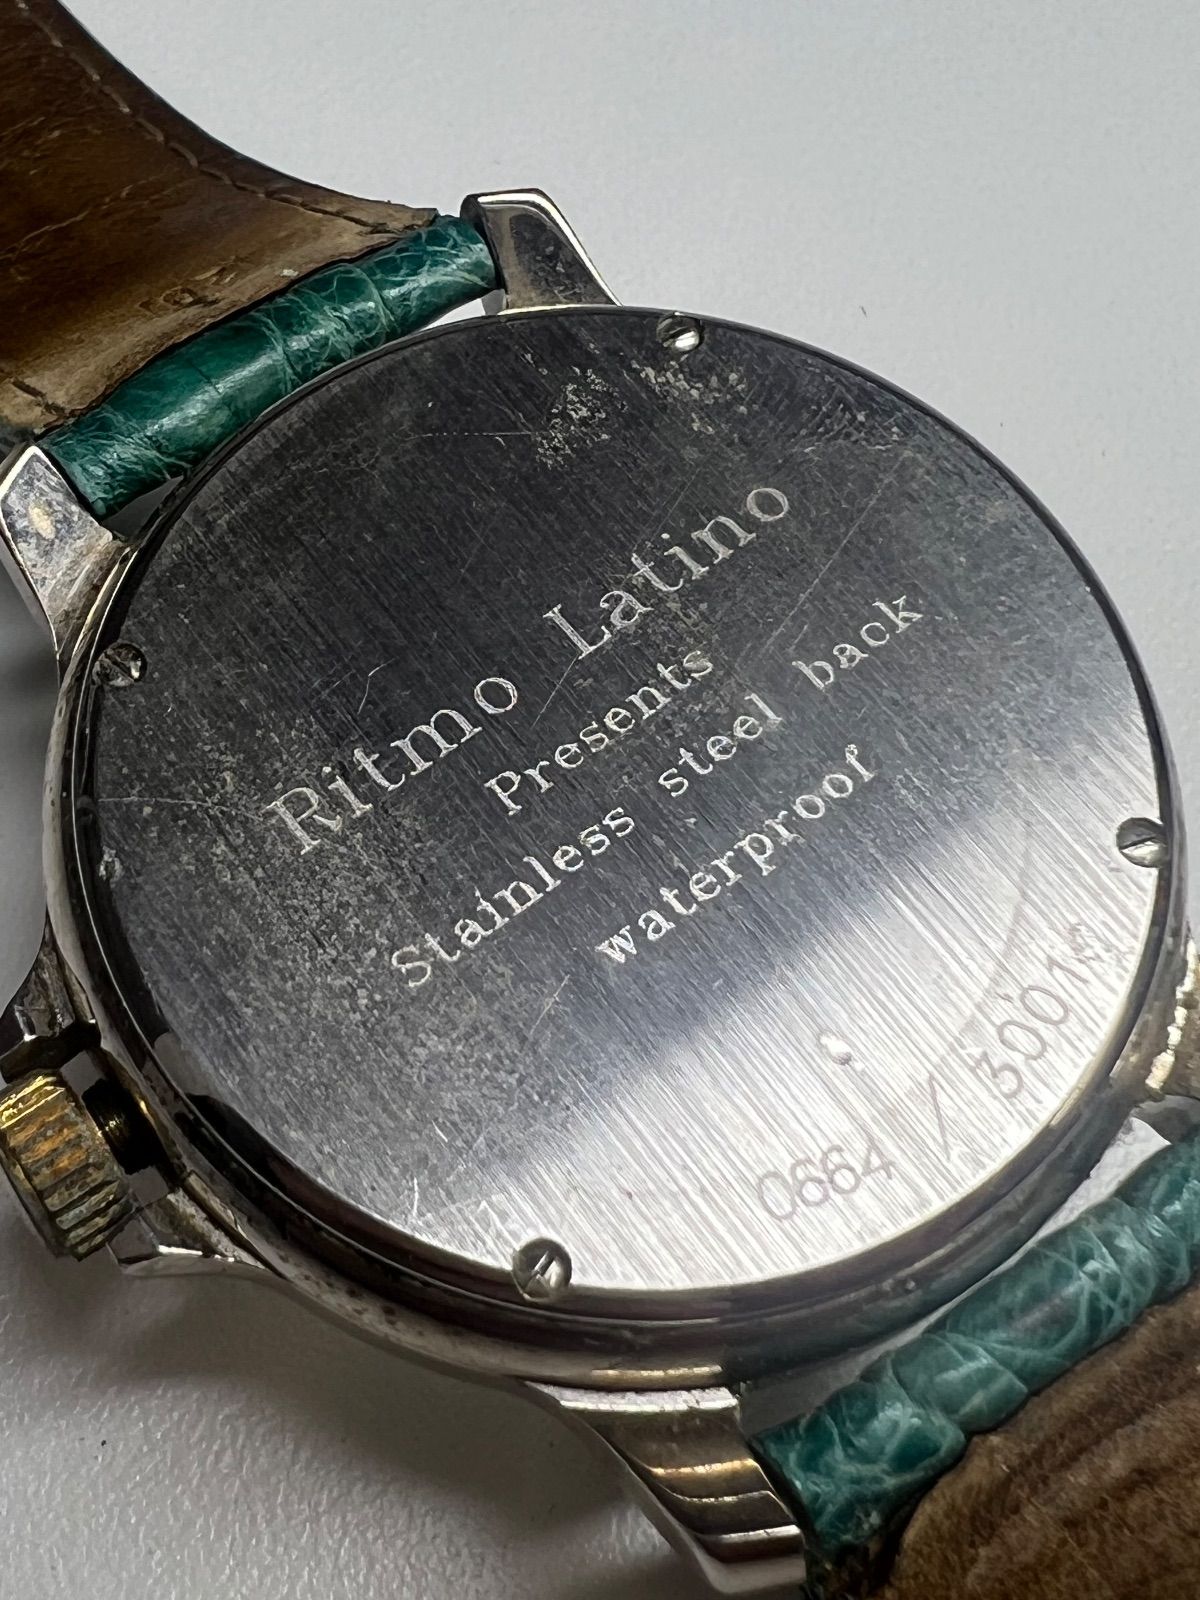 Ritmo Latino
Presents
Stainless steel back
waterproof
0664 / 3001